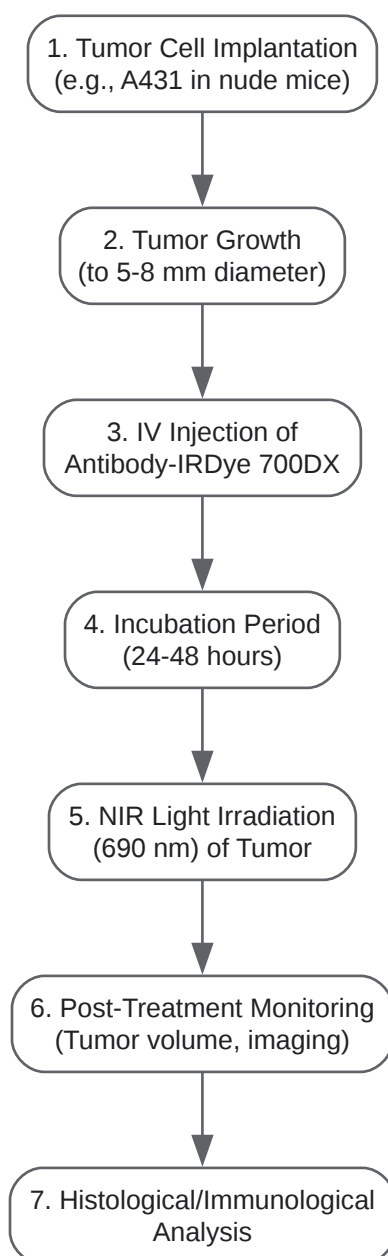 1. Tumor Cell Implantation
(e.g., A431 in nude mice)
2. Tumor Growth
(to 5-8 mm diameter)
3. IV Injection of
Antibody-IRDye 700DX
4. Incubation Period
(24-48 hours)
5. NIR Light Irradiation
(690 nm) of Tumor
6. Post-Treatment Monitoring
(Tumor volume, imaging)
7. Histological/Immunological
Analysis